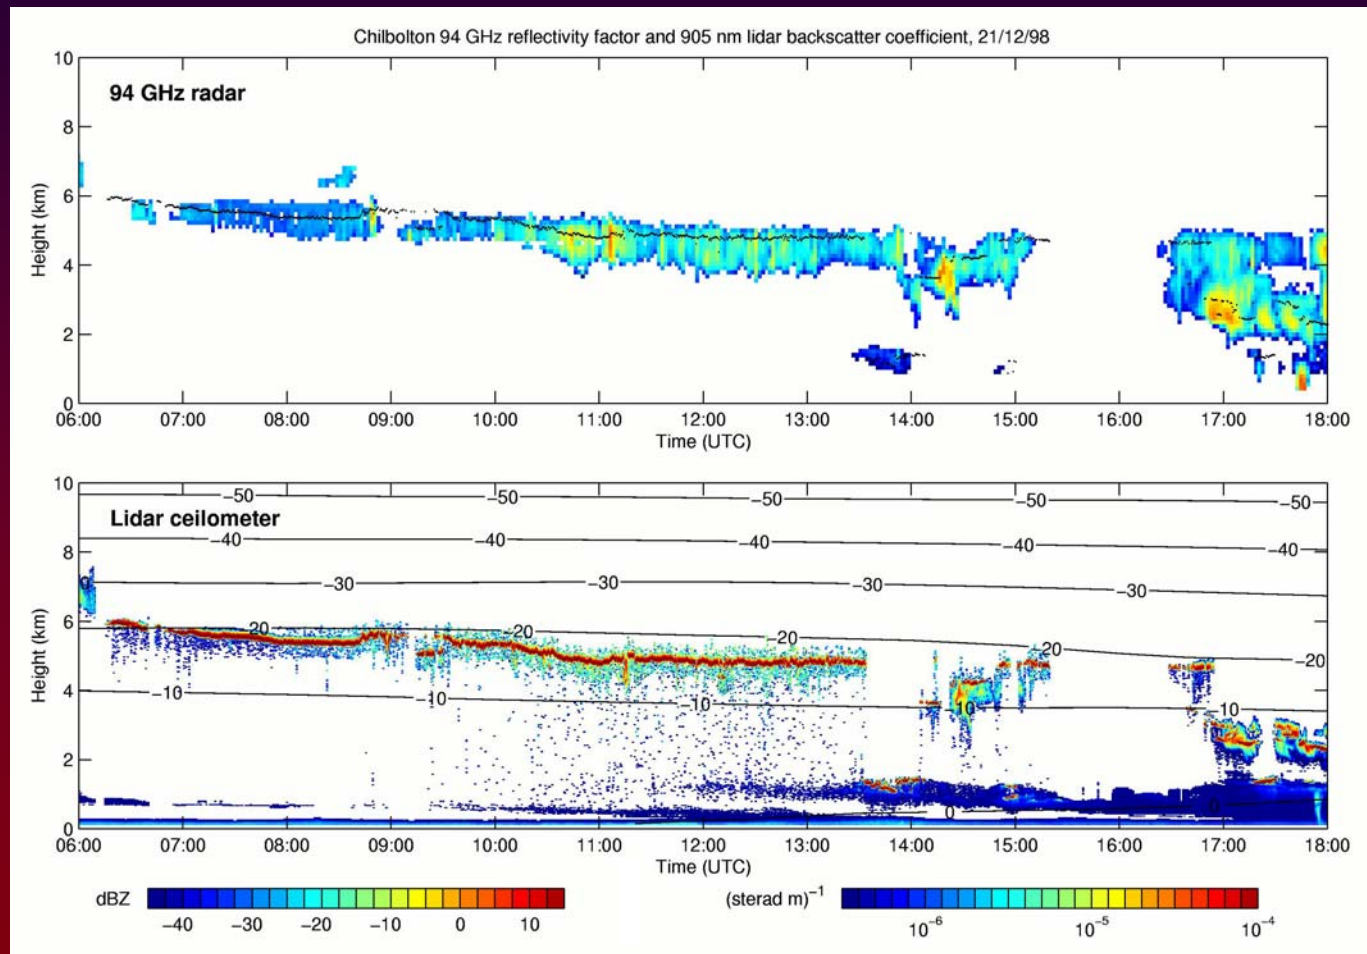 Chilbolton 94 GHz reflectivity factor and 905 nm lidar backscatter coefficient, 21/12/98
10
94 GHz radar
8
6
Height (km)
4
2
0
06:00 07:00 08:00 09:00 10:00 11:00 12:00 13:00 14:00 15:00 16:00 17:00 18:00
Time (UTC)
10
−50 −50 −50 −50 −50
Lidar ceilometer
−40 −40 −40 −40 −40
8
0 −30 −30 −30 −30
6
−20 −20 −20 −20 −20
Height (km)
4
−10 −10 −10 −10 −10
2
0 0
0
06:00 07:00 08:00 09:00 10:00 11:00 12:00 13:00 14:00 15:00 16:00 17:00 18:00
Time (UTC)
dBZ
−40 −30 −20 −10 0 10
(sterad m)⁻¹
10⁻⁶ 10⁻⁵ 10⁻⁴